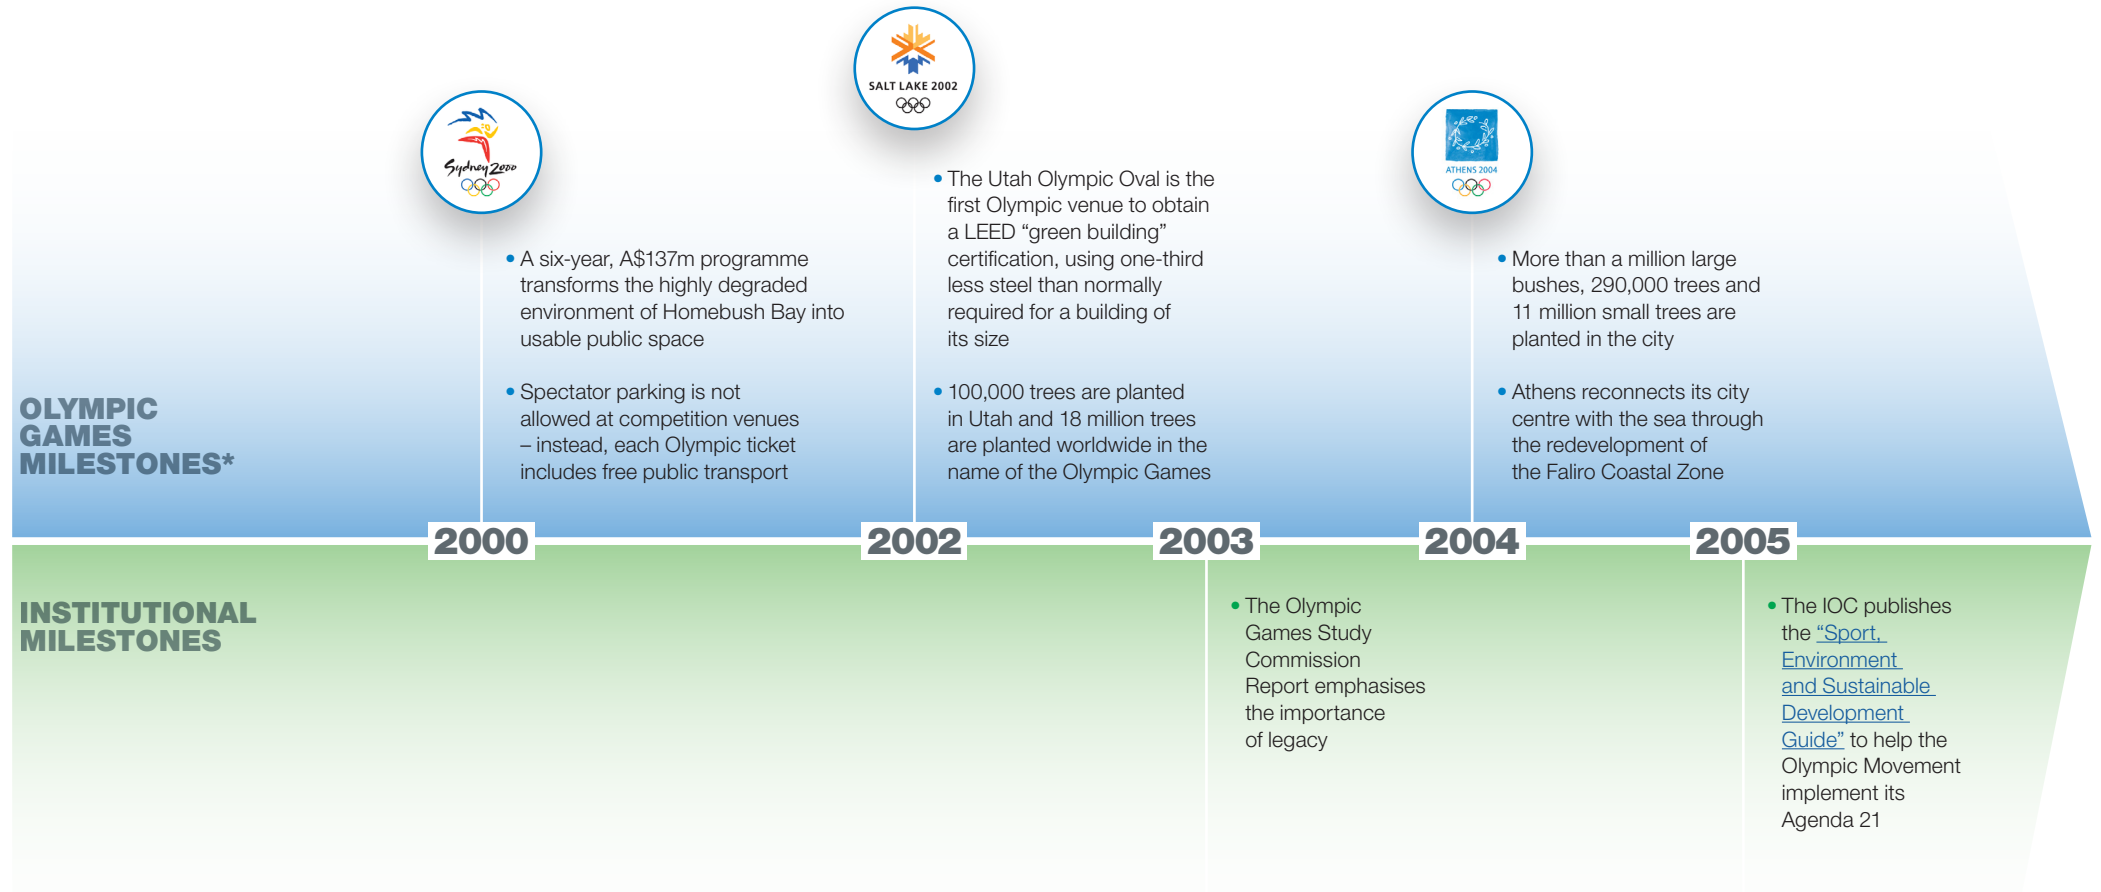 SALT LAKE 2002
Sydney 2000
ATHENS 2004
• A six-year, A$137m programme
transforms the highly degraded
environment of Homebush Bay into
usable public space
• Spectator parking is not
allowed at competition venues
– instead, each Olympic ticket
includes free public transport
• The Utah Olympic Oval is the
first Olympic venue to obtain
a LEED “green building”
certification, using one-third
less steel than normally
required for a building of
its size
• 100,000 trees are planted
in Utah and 18 million trees
are planted worldwide in the
name of the Olympic Games
• More than a million large
bushes, 290,000 trees and
11 million small trees are
planted in the city
• Athens reconnects its city
centre with the sea through
the redevelopment of
the Faliro Coastal Zone
OLYMPIC
GAMES
MILESTONES*
2000
2002
2003
2004
2005
INSTITUTIONAL
MILESTONES
• The Olympic
Games Study
Commission
Report emphasises
the importance
of legacy
• The IOC publishes
the “Sport,
Environment
and Sustainable
Development
Guide” to help the
Olympic Movement
implement its
Agenda 21